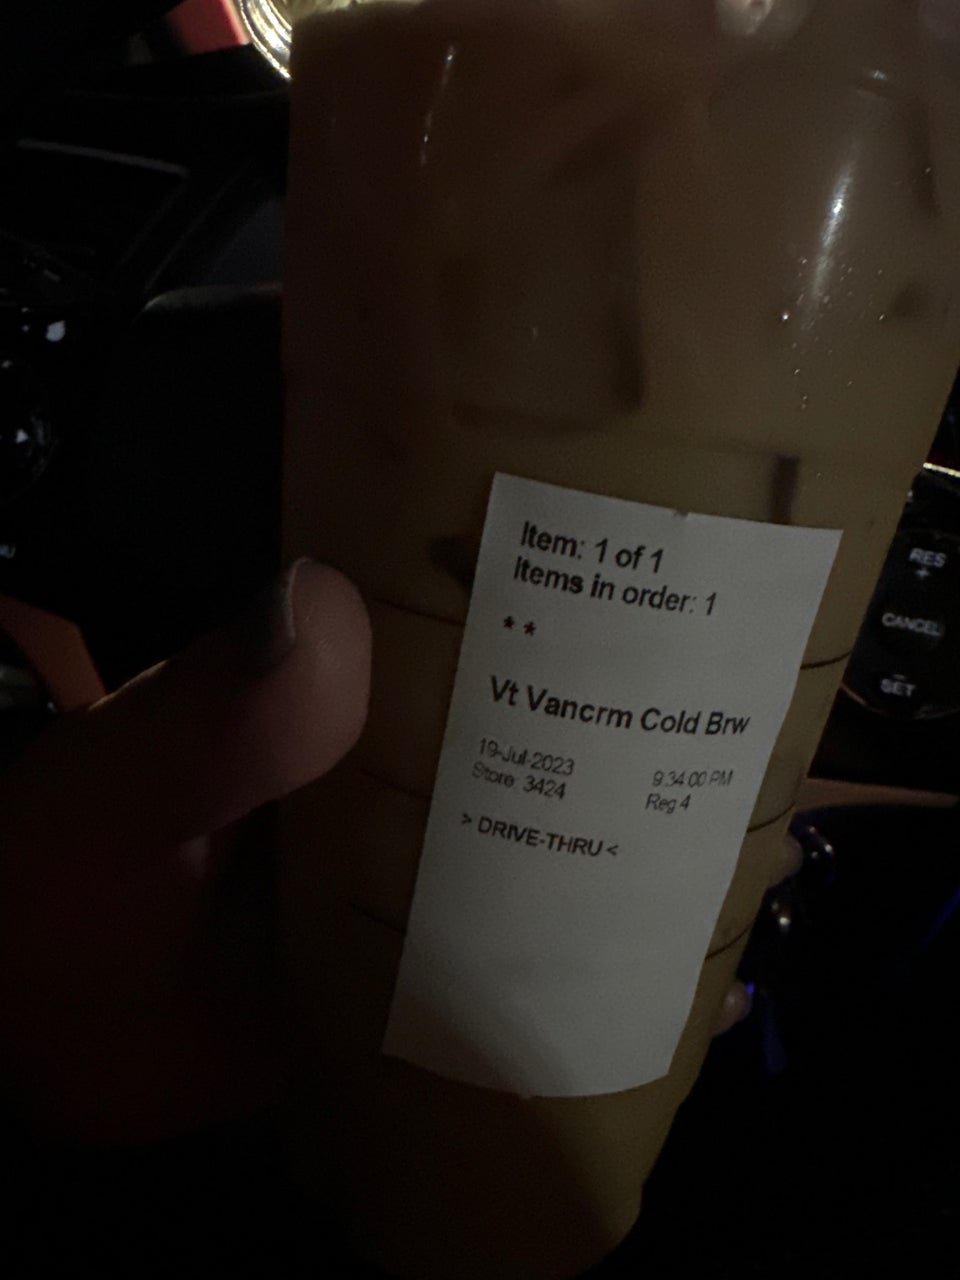 Item: 1 of 1
Items in order: 1
* *
Vt Vancrm Cold Brw
19-Jul-2023 9:34:00 PM
Store: 3424 Reg 4
> DRIVE-THRU <
RES
+
CANCEL
—
SET